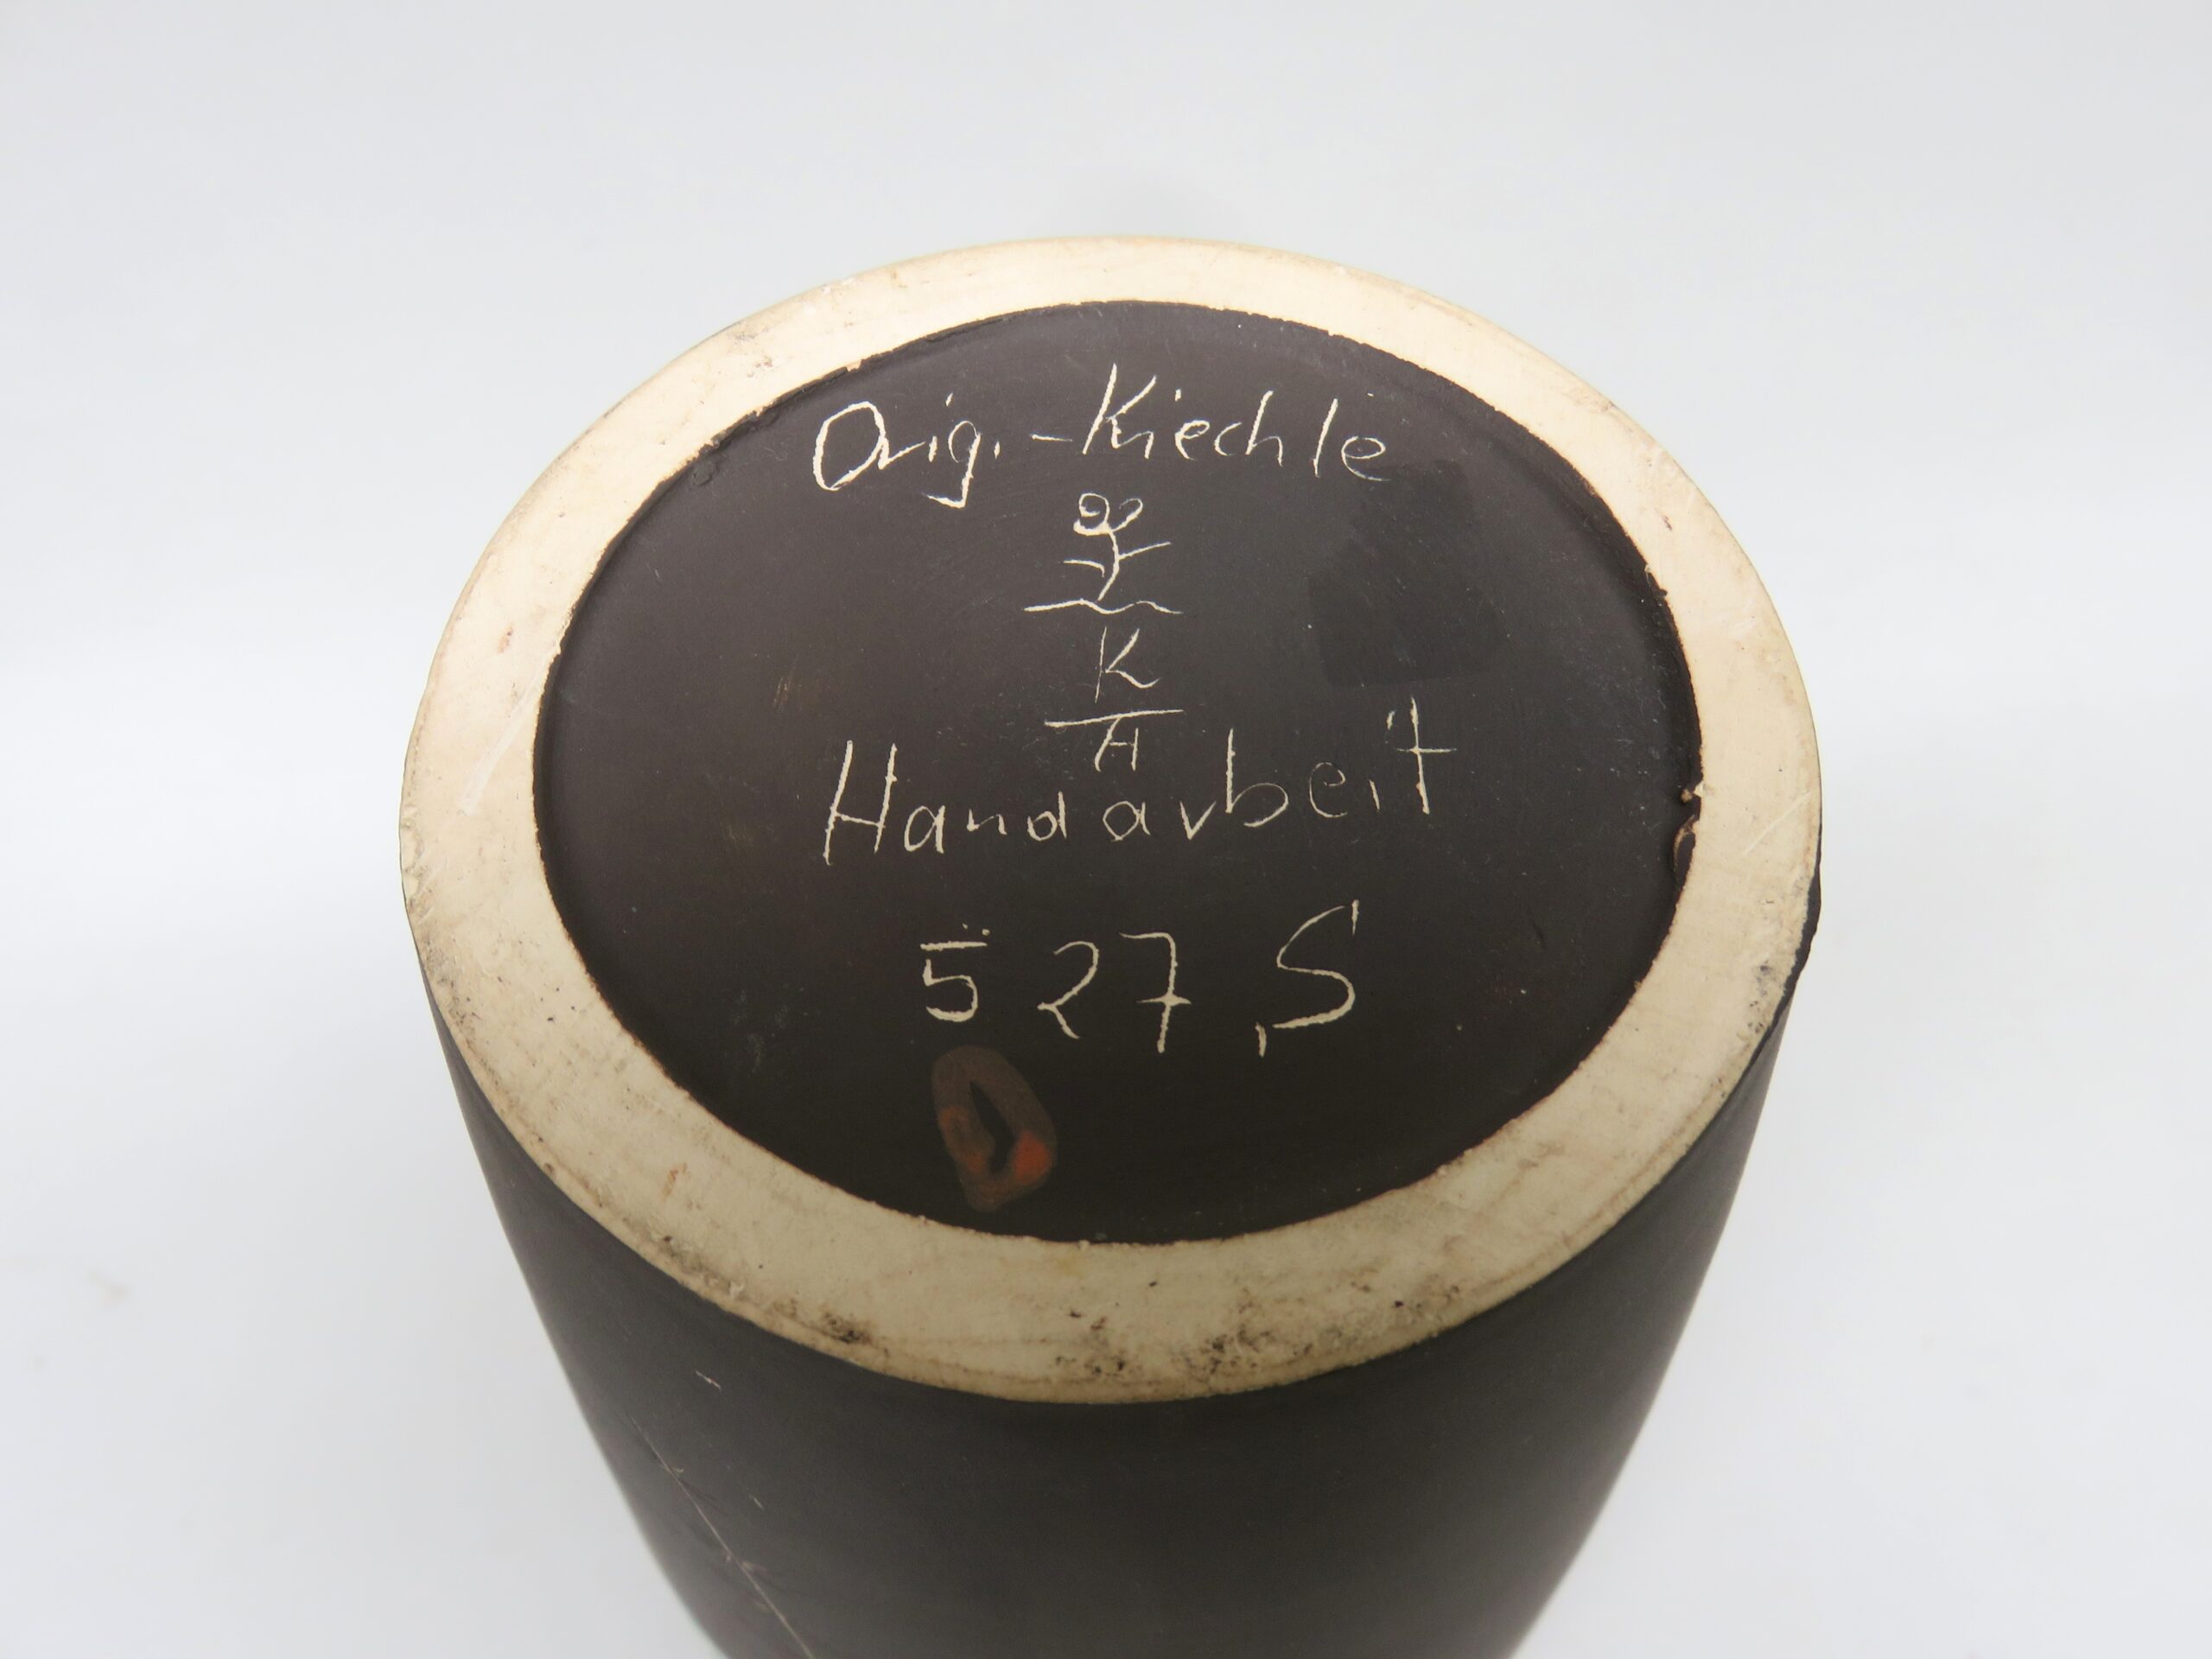 Orig.-Kiechle
K
A
Handarbeit
527,S